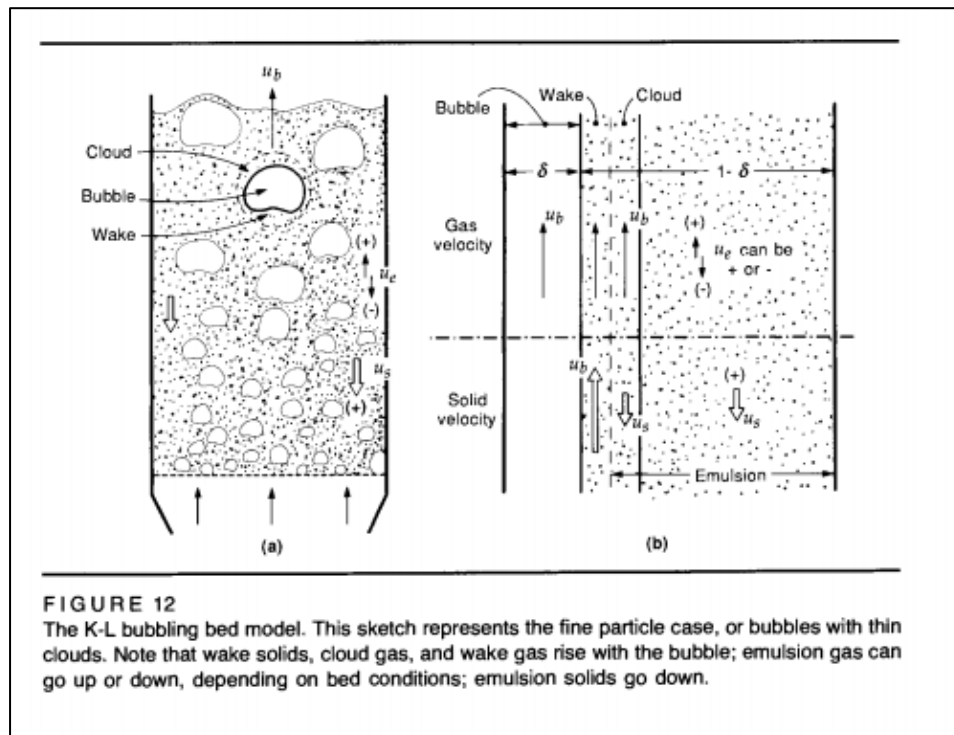 u_b
Cloud
Bubble
Wake
(+)
u_e
(-)
u_s
(+)
(a)
Bubble
Wake
Cloud
δ
1- δ
Gas
velocity
u_b
u_b
(+)
u_e can be
+ or -
(-)
Solid
velocity
u_b
u_s
(+)
u_s
Emulsion
(b)
FIGURE 12
The K-L bubbling bed model. This sketch represents the fine particle case, or bubbles with thin
clouds. Note that wake solids, cloud gas, and wake gas rise with the bubble; emulsion gas can
go up or down, depending on bed conditions; emulsion solids go down.